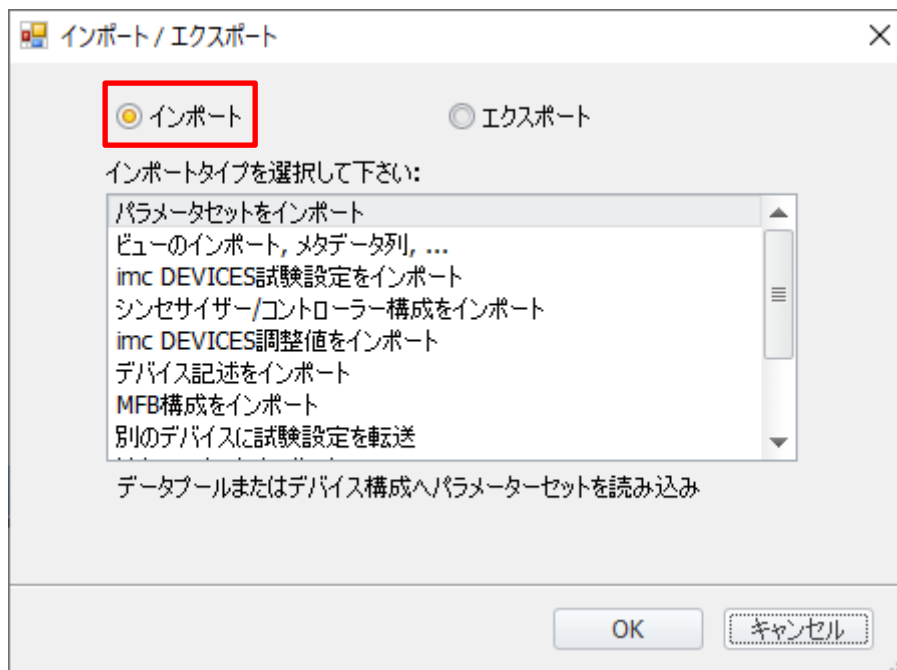 インポート / エクスポート
インポート
エクスポート
インポートタイプを選択して下さい:
パラメータセットをインポート
ビューのインポート, メタデータ列, ...
imc DEVICES試験設定をインポート
シンセサイザー/コントローラー構成をインポート
imc DEVICES調整値をインポート
デバイス記述をインポート
MFB構成をインポート
別のデバイスに試験設定を転送
データプールまたはデバイス構成へパラメーターセットを読み込み
OK
キャンセル